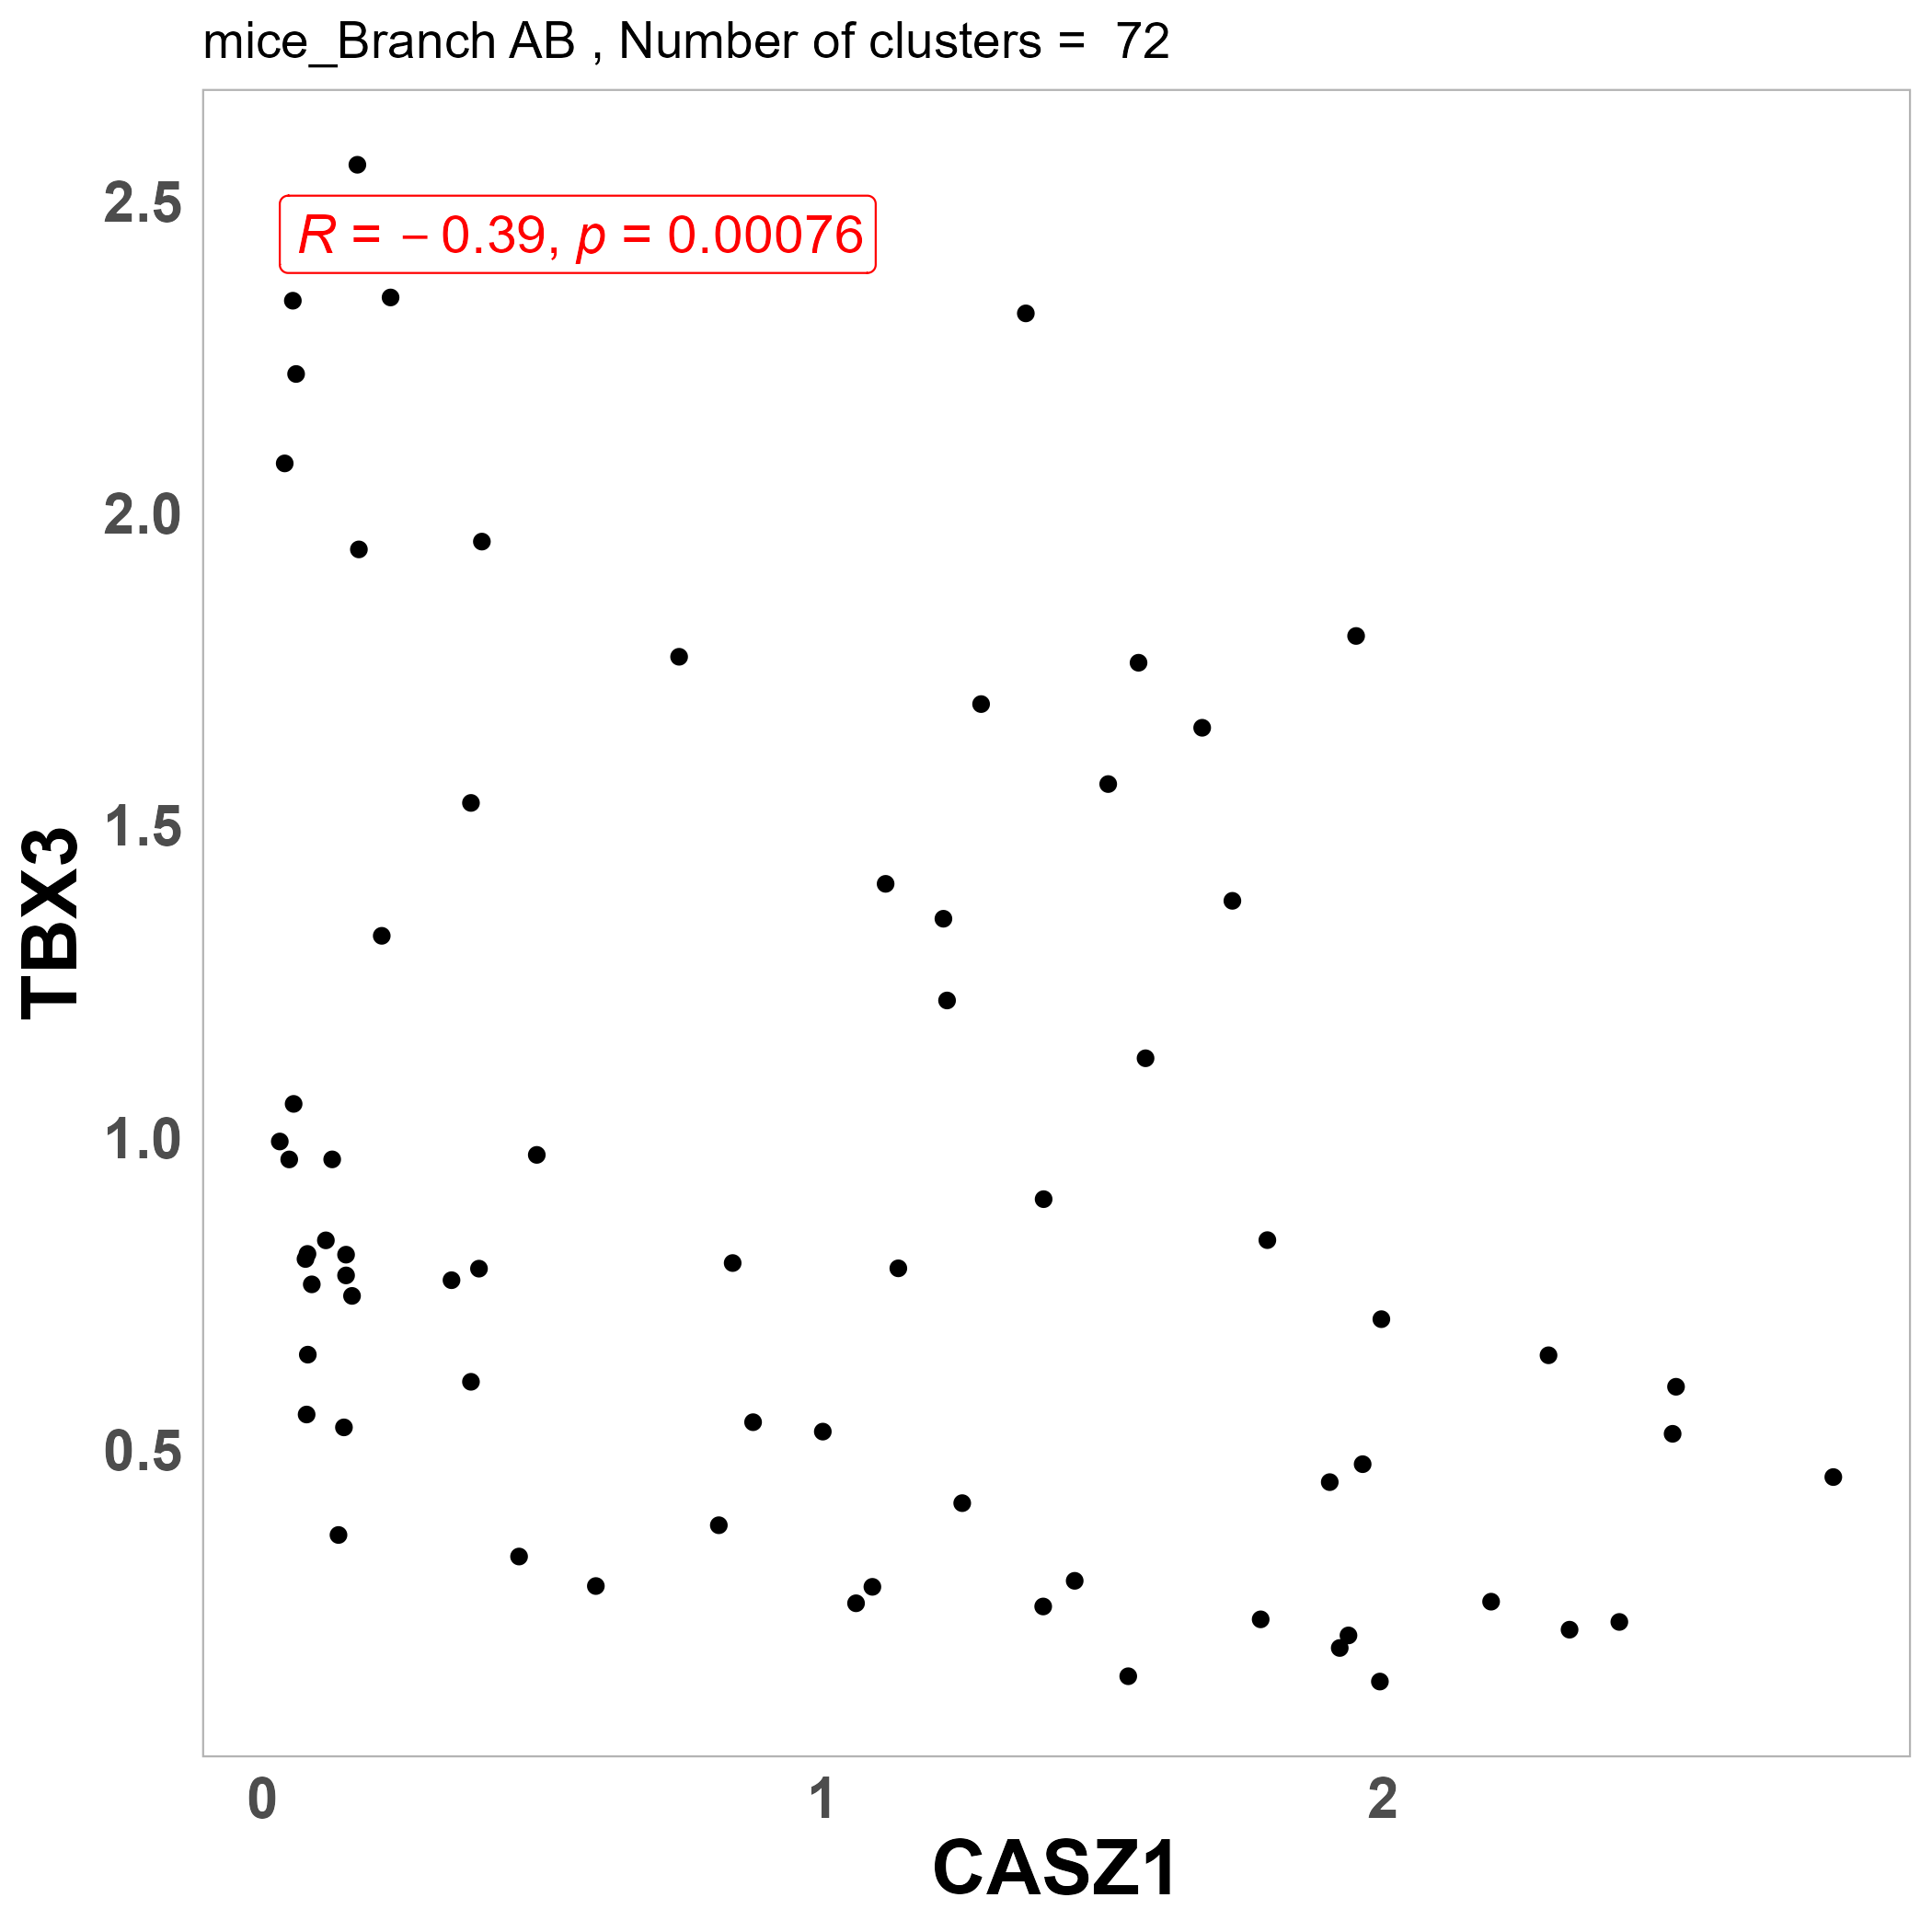 mice_Branch AB , Number of clusters =  72
R = – 0.39, p = 0.00076
2.5
2.0
1.5
1.0
0.5
TBX3
0 1 2
CASZ1